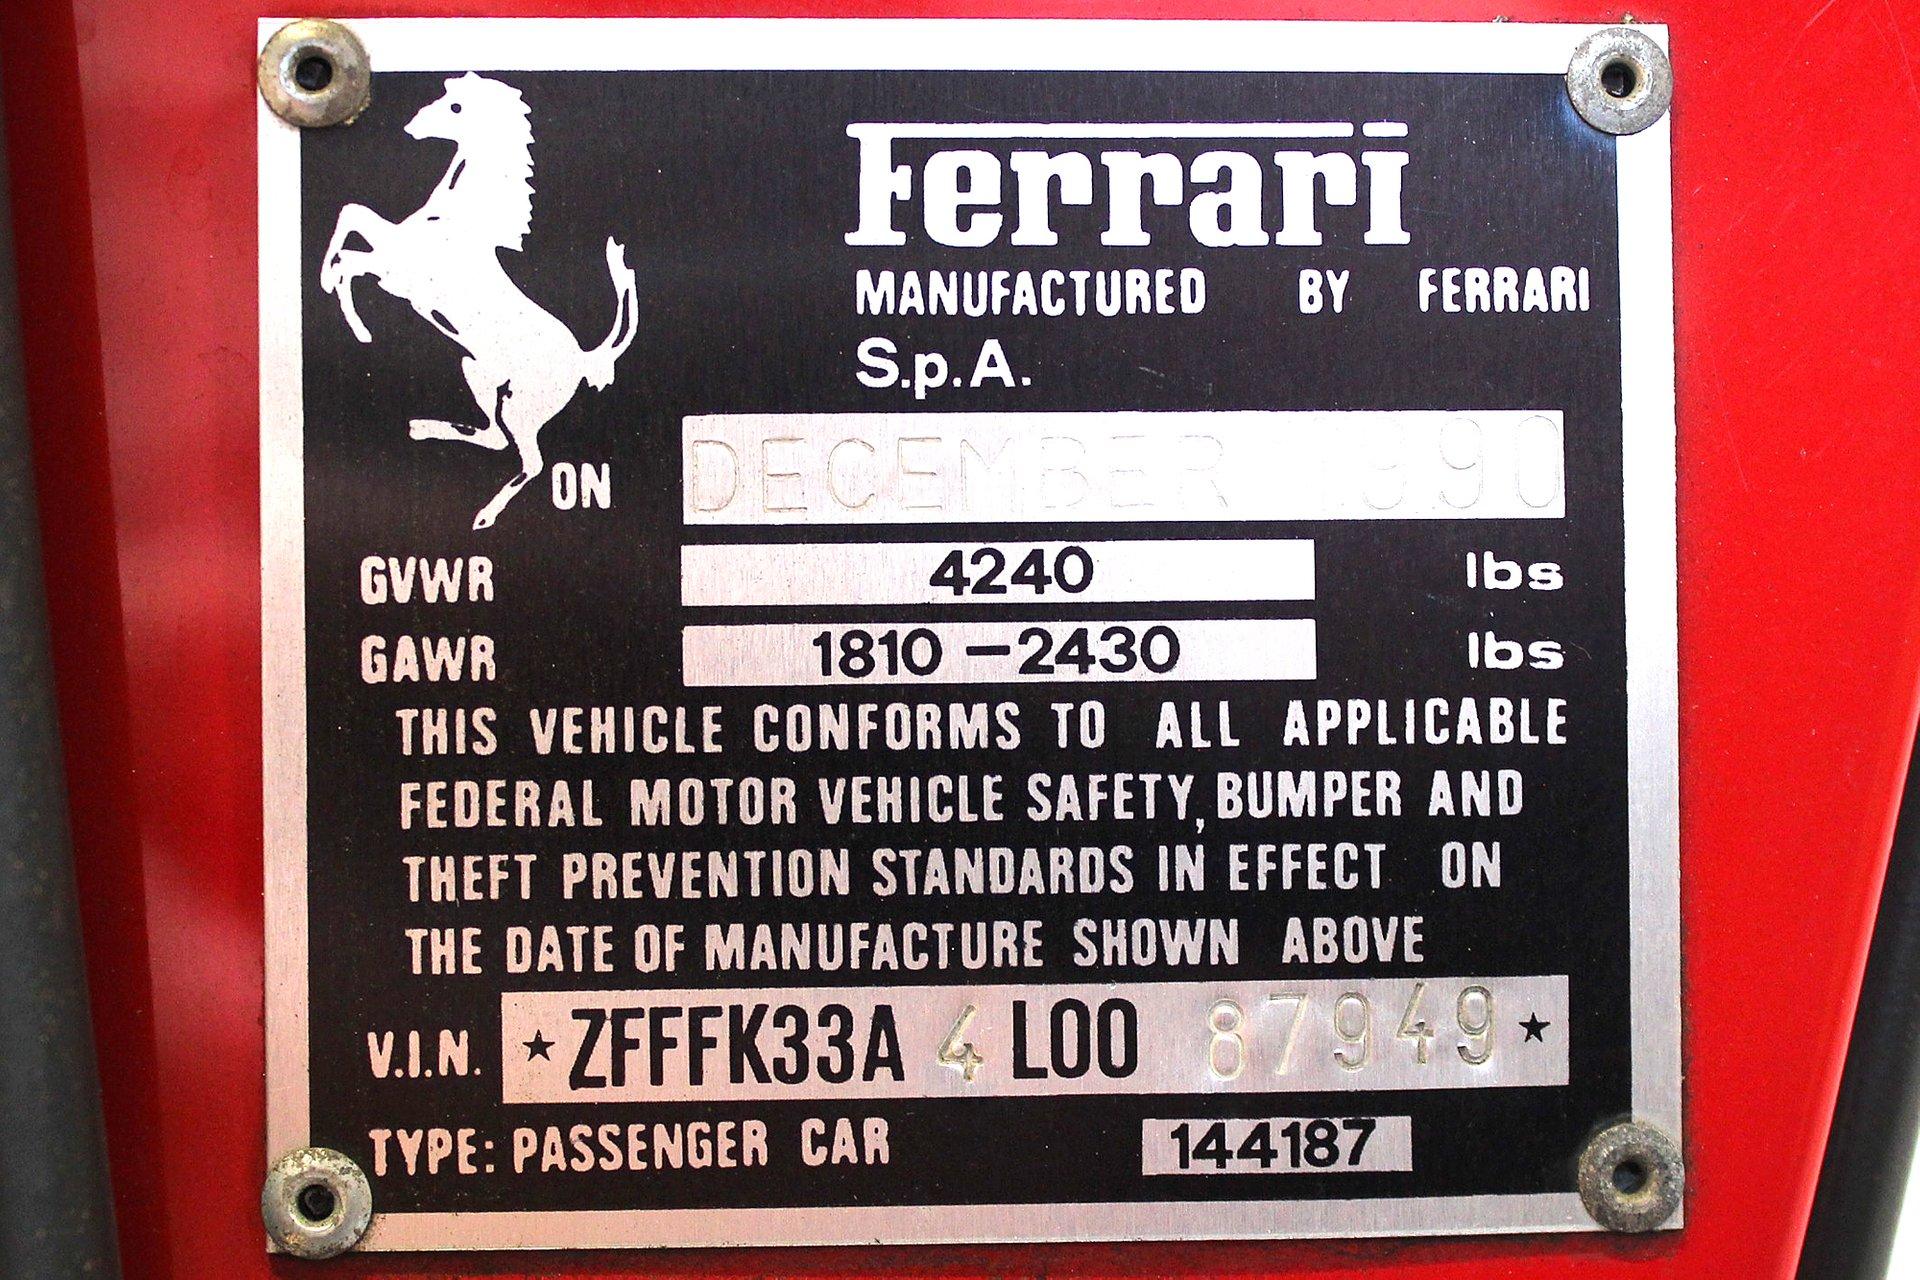 Ferrari
MANUFACTURED BY FERRARI
S.p.A.
ON DECEMBER 1990
GVWR 4240 lbs
GAWR 1810 – 2430 lbs
THIS VEHICLE CONFORMS TO ALL APPLICABLE
FEDERAL MOTOR VEHICLE SAFETY, BUMPER AND
THEFT PREVENTION STANDARDS IN EFFECT ON
THE DATE OF MANUFACTURE SHOWN ABOVE
V.I.N. ★ZFFFK33A 4 L00 87949★
TYPE: PASSENGER CAR 144187